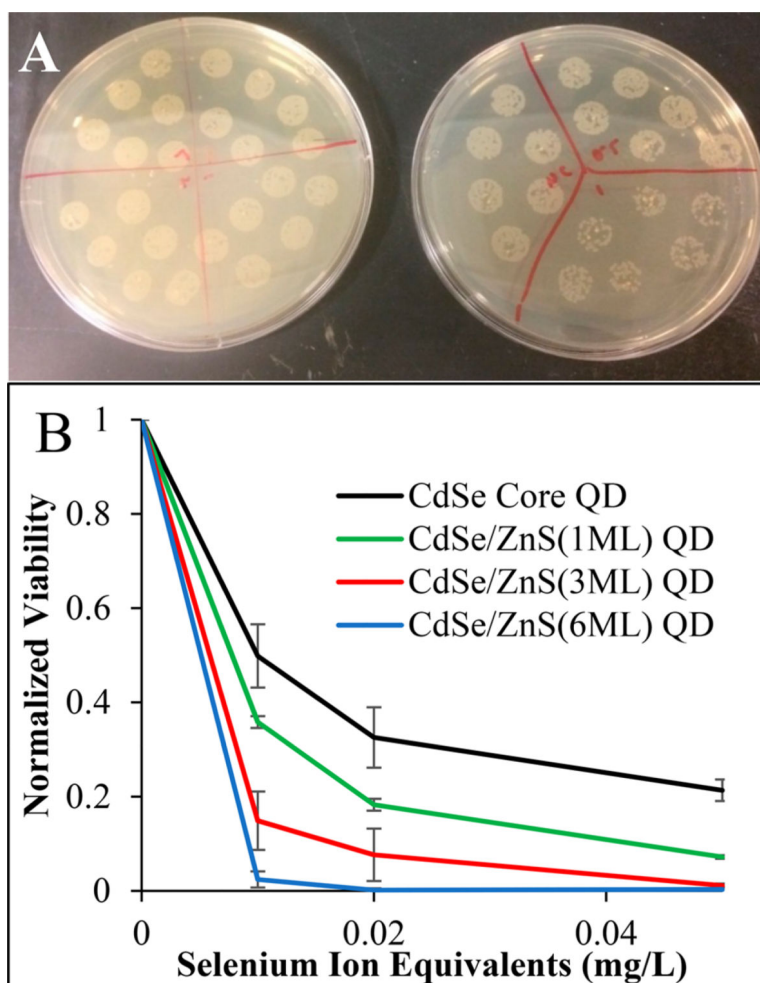 A
B
1
0.8
0.6
0.4
0.2
0
0
0.02
0.04
Normalized Viability
CdSe Core QD
CdSe/ZnS(1ML) QD
CdSe/ZnS(3ML) QD
CdSe/ZnS(6ML) QD
Selenium Ion Equivalents (mg/L)